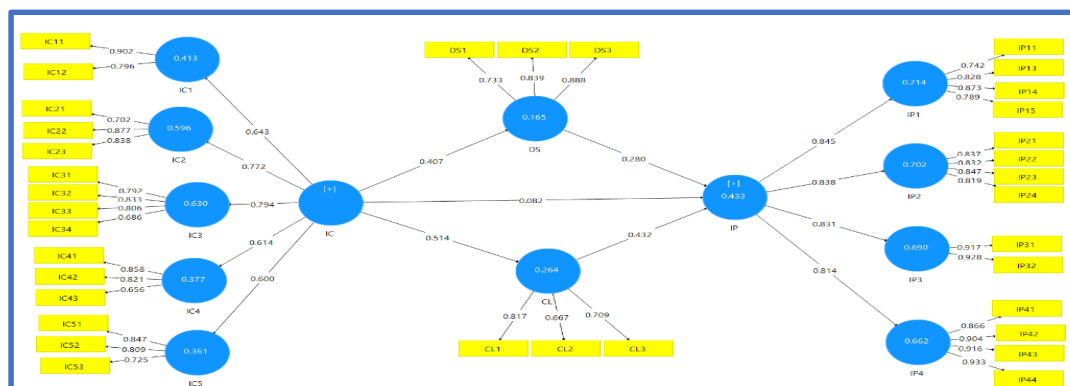 IC11
0.902
IC12
0.796
0.413
IC1
IC21
0.702
IC22
0.877
IC23
0.838
0.596
IC2
IC31
0.792
IC32
0.833
IC33
0.806
IC34
0.686
0.630
IC3
IC41
0.858
IC42
0.821
IC43
0.656
0.377
IC4
IC51
0.847
IC52
0.809
IC53
0.725
0.361
IC5
0.643
0.772
0.794
0.614
0.600
[+]
IC
DS1 DS2 DS3
0.733 0.839 0.888
0.165
DS
0.407
0.280
0.082
0.514
0.432
0.264
CL
0.817 0.667 0.709
CL1 CL2 CL3
[+]
0.433
IP
0.845
0.838
0.831
0.814
0.714
IP1
0.742
IP11
0.828
IP13
0.873
IP14
0.789
IP15
0.702
IP2
0.837
IP21
0.832
IP22
0.847
IP23
0.819
IP24
0.690
IP3
0.917
IP31
0.928
IP32
0.662
IP4
0.866
IP41
0.904
IP42
0.916
IP43
0.933
IP44